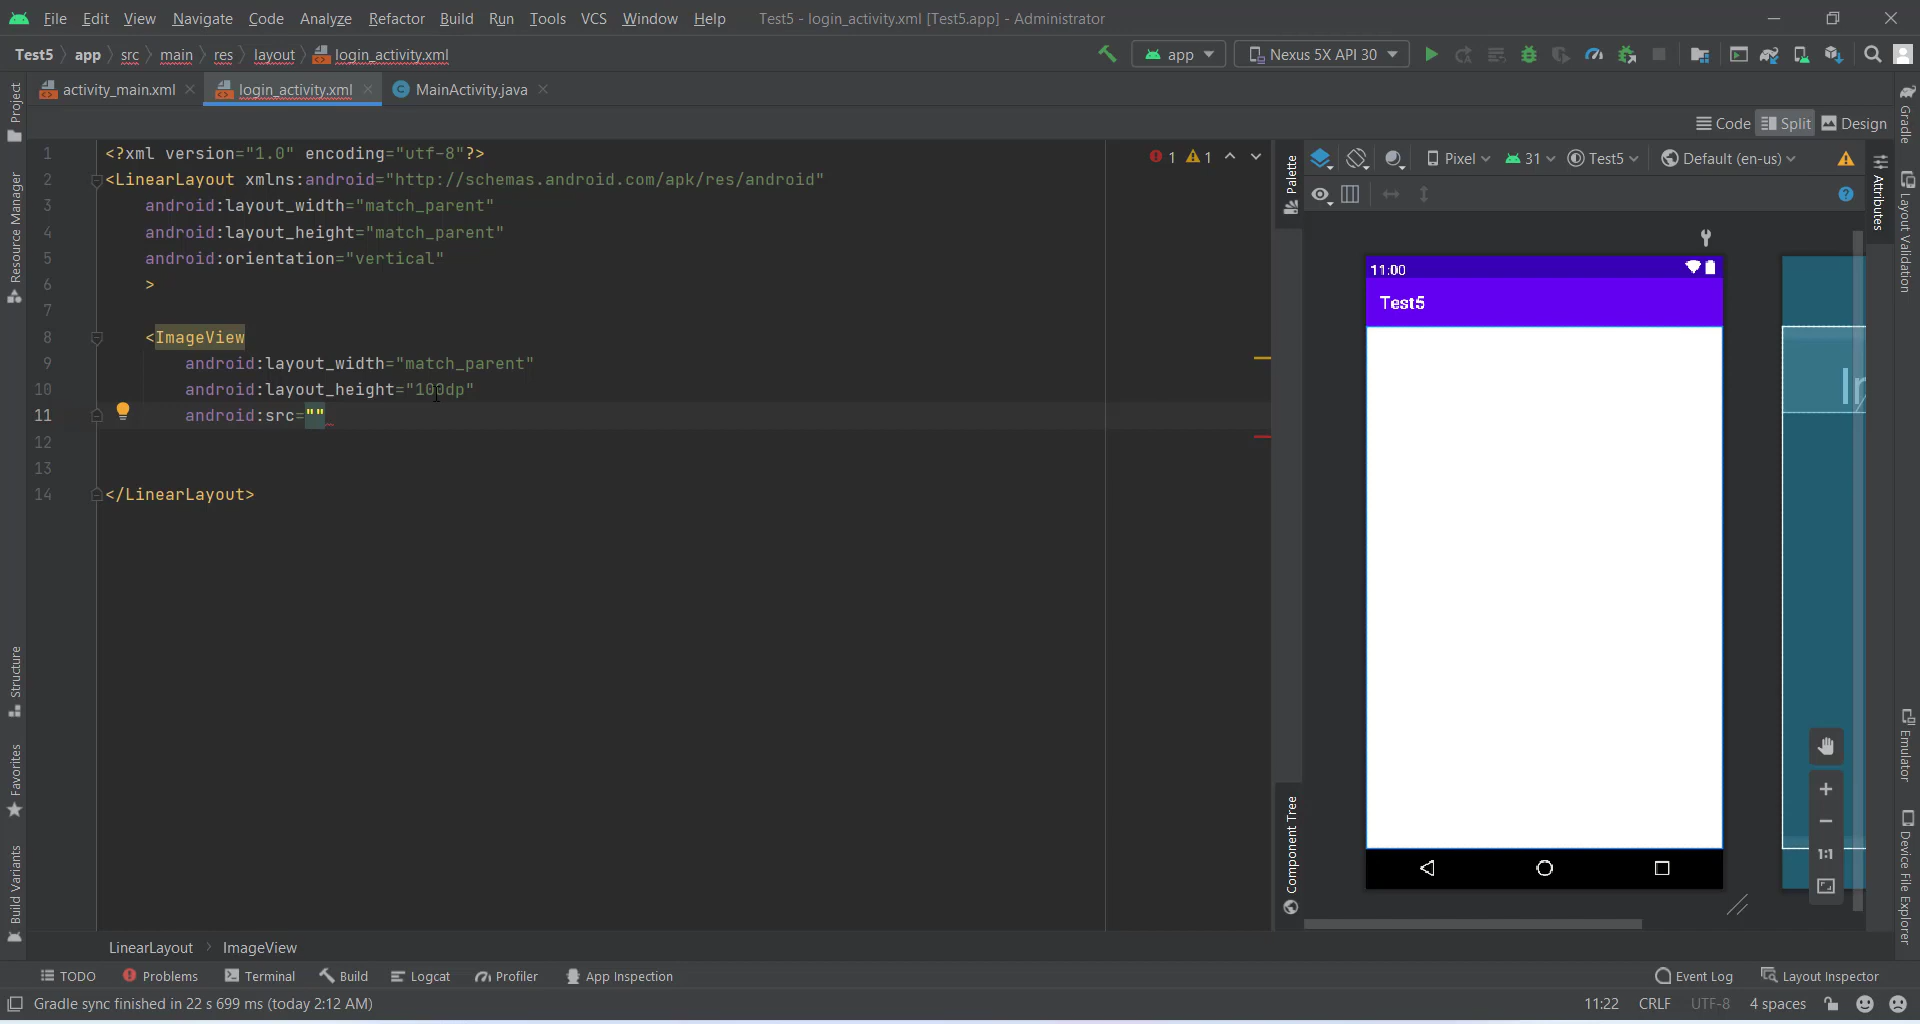 File Edit View Navigate Code Analyze Refactor Build Run Tools VCS Window Help Test5 - login_activity.xml [Test5.app] - Administrator
Test5 app src main res layout login_activity.xml app Nexus 5X API 30
activity_main.xml login_activity.xml MainActivity.java
Code Split Design
Project
Resource Manager
Structure
Favorites
Build Variants
1 <?xml version="1.0" encoding="utf-8"?>
2 <LinearLayout xmlns:android="http://schemas.android.com/apk/res/android"
3 android:layout_width="match_parent"
4 android:layout_height="match_parent"
5 android:orientation="vertical"
6 >
7
8 <ImageView
9 android:layout_width="match_parent"
10 android:layout_height="100dp"
11 android:src=""
12
13
14 </LinearLayout>
1 1
Palette
Component Tree
Pixel 31 Test5 Default (en-us)
11:00
Test5
1:1
Attributes
Gradle
Layout Validation
Emulator
Device File Explorer
LinearLayout ImageView
TODO Problems Terminal Build Logcat Profiler App Inspection Event Log Layout Inspector
Gradle sync finished in 22 s 699 ms (today 2:12 AM) 11:22 CRLF UTF-8 4 spaces